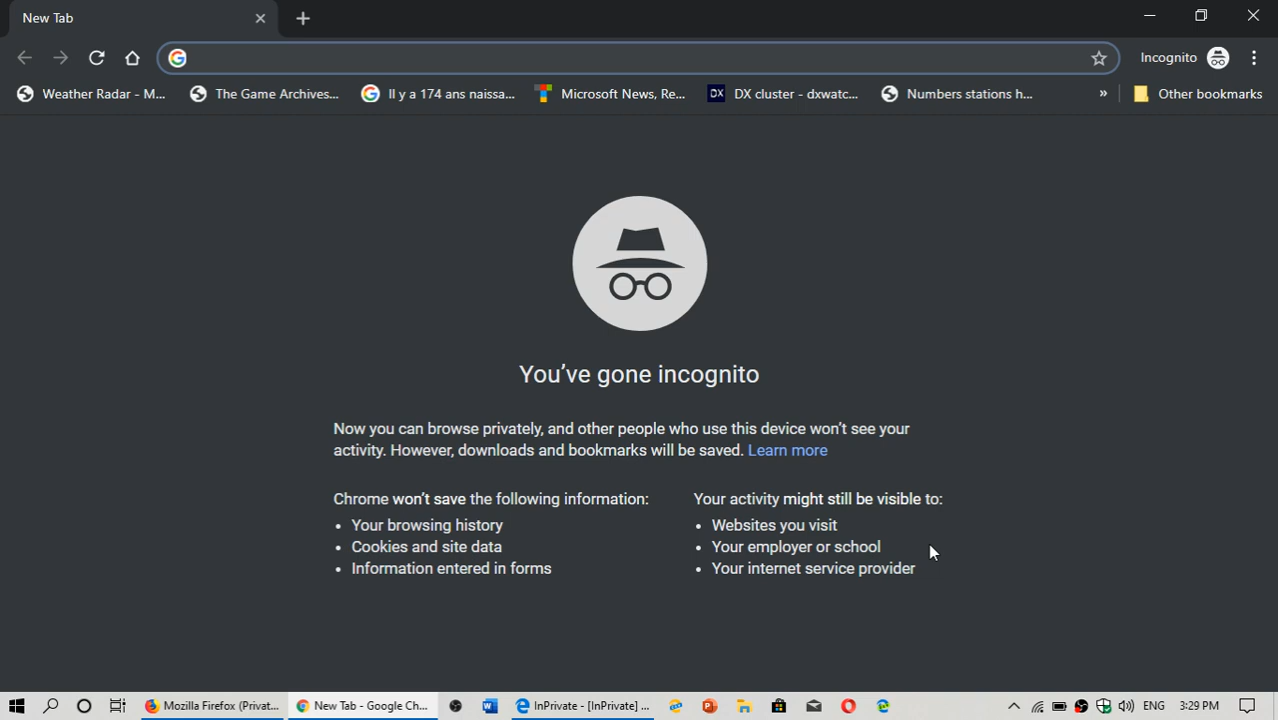 New Tab
Incognito
Weather Radar - M...
The Game Archives...
Il y a 174 ans naissa...
Microsoft News, Re...
DX
DX cluster - dxwatc...
Numbers stations h...
»
Other bookmarks
You've gone incognito
Now you can browse privately, and other people who use this device won't see your
activity. However, downloads and bookmarks will be saved. Learn more
Chrome won't save the following information:
• Your browsing history
• Cookies and site data
• Information entered in forms
Your activity might still be visible to:
• Websites you visit
• Your employer or school
• Your internet service provider
Mozilla Firefox (Privat...
New Tab - Google Ch...
InPrivate - [InPrivate] ...
ENG
3:29 PM